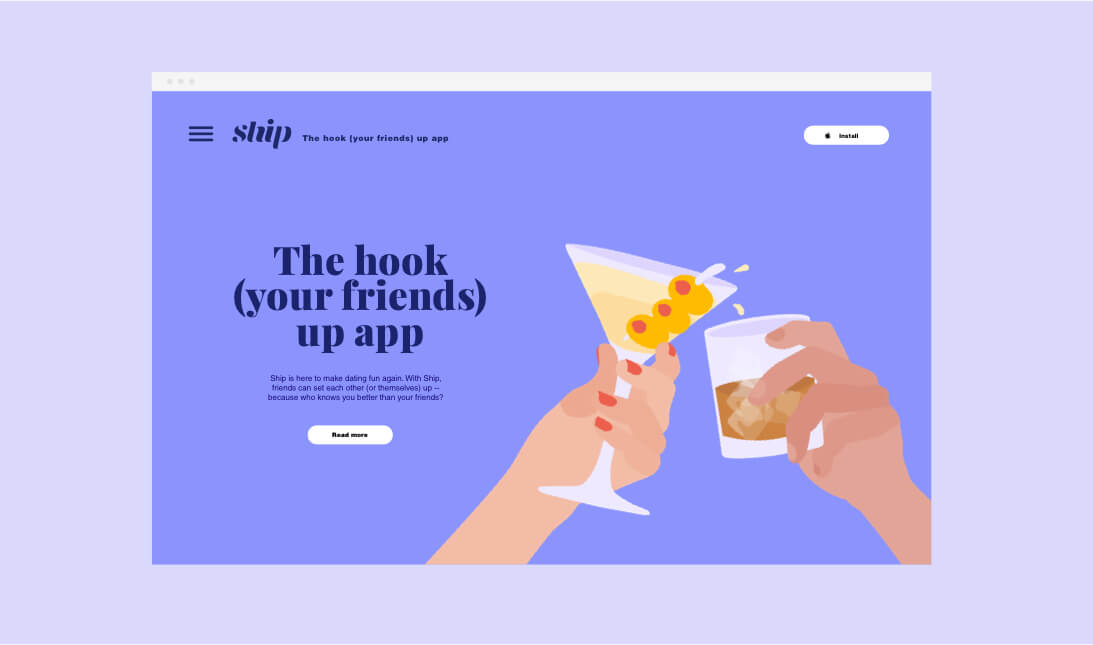 ship
The hook (your friends) up app
install
The hook
(your friends)
up app
Ship is here to make dating fun again. With Ship,
friends can set each other (or themselves) up –
because who knows you better than your friends?
Read more